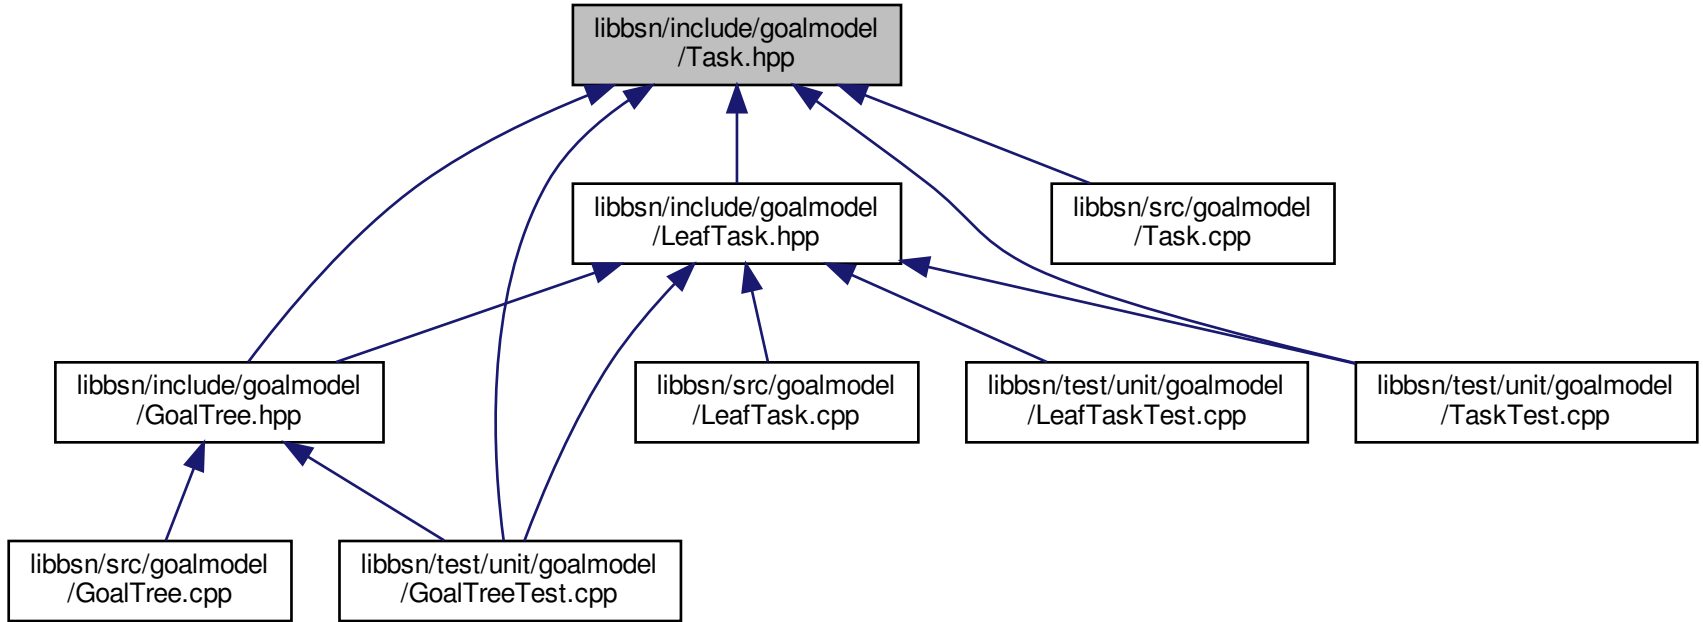 libbsn/include/goalmodel
/Task.hpp
libbsn/include/goalmodel
/LeafTask.hpp
libbsn/src/goalmodel
/Task.cpp
libbsn/include/goalmodel
/GoalTree.hpp
libbsn/src/goalmodel
/LeafTask.cpp
libbsn/test/unit/goalmodel
/LeafTaskTest.cpp
libbsn/test/unit/goalmodel
/TaskTest.cpp
libbsn/src/goalmodel
/GoalTree.cpp
libbsn/test/unit/goalmodel
/GoalTreeTest.cpp